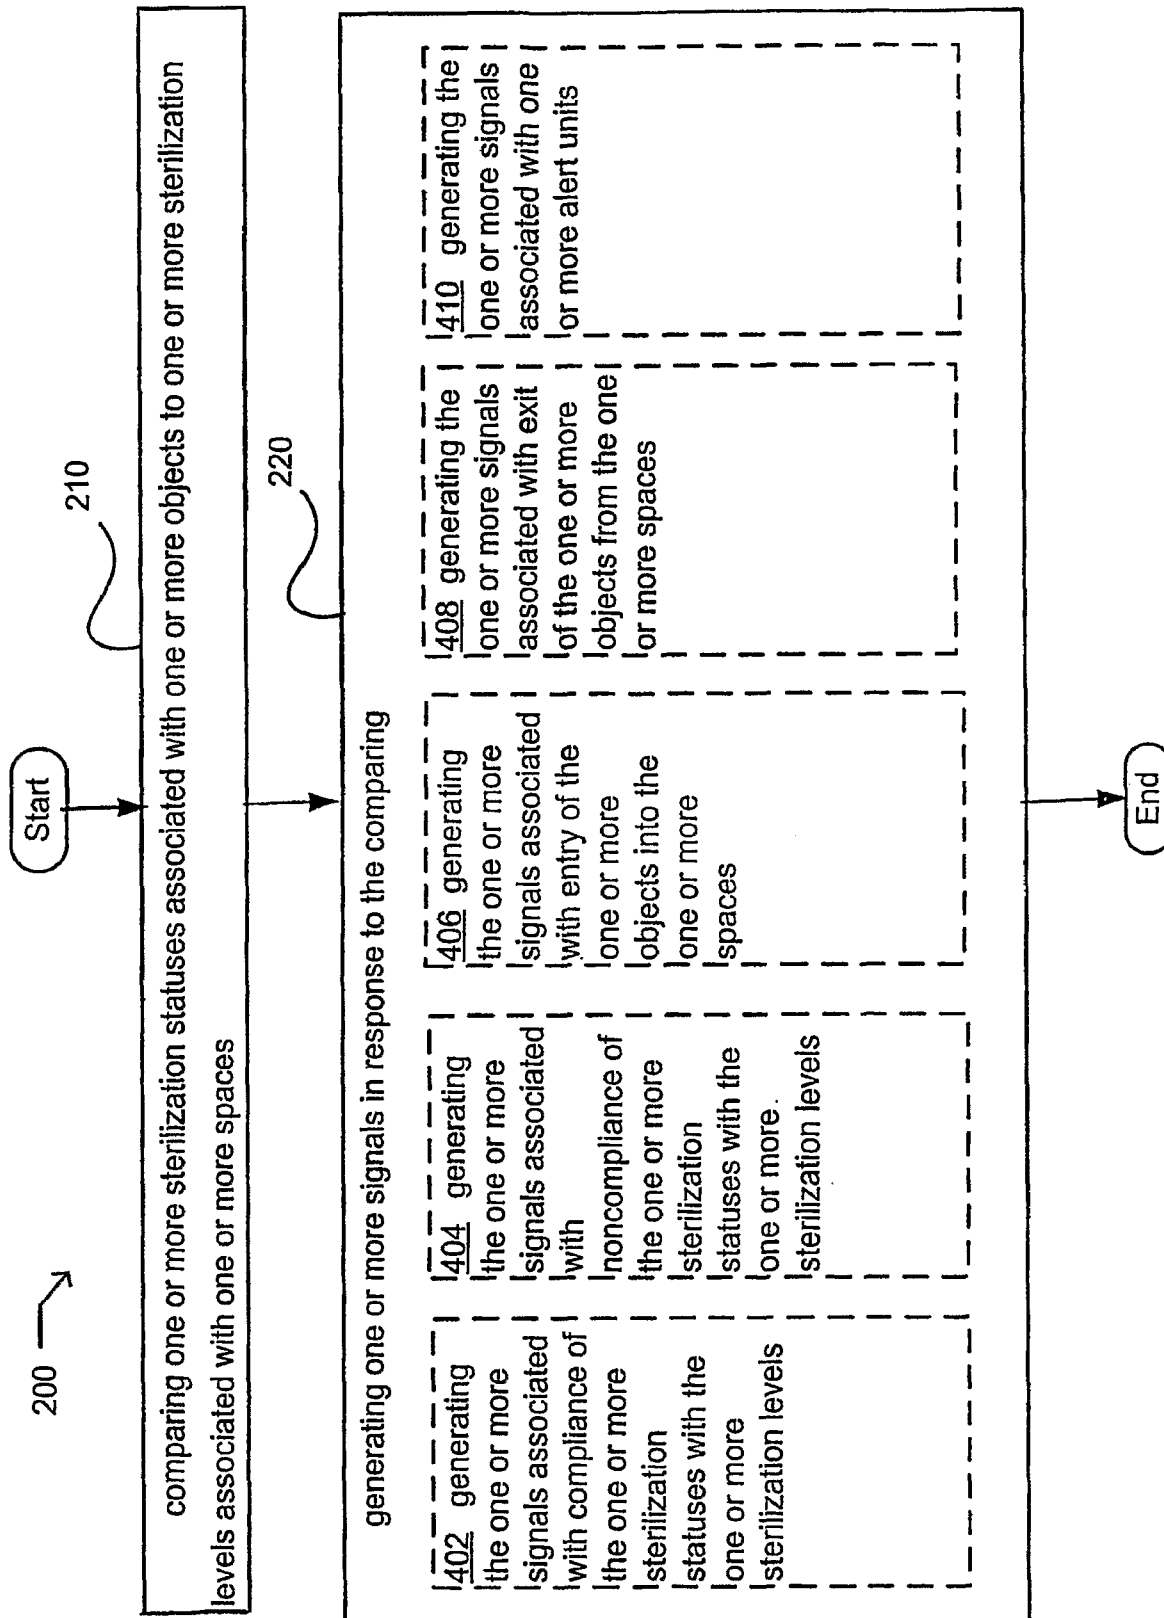 200
Start
210
comparing one or more sterilization statuses associated with one or more objects to one or more sterilization
levels associated with one or more spaces
220
generating one or more signals in response to the comparing
402 generating
the one or more
signals associated
with compliance of
the one or more
sterilization
statuses with the
one or more
sterilization levels
404 generating
the one or more
signals associated
with
noncompliance of
the one or more
sterilization
statuses with the
one or more.
sterilization levels
406 generating
the one or more
signals associated
with entry of the
one or more
objects into the
one or more
spaces
408 generating the
one or more signals
associated with exit
of the one or more
objects from the one
or more spaces
410 generating the
one or more signals
associated with one
or more alert units
End